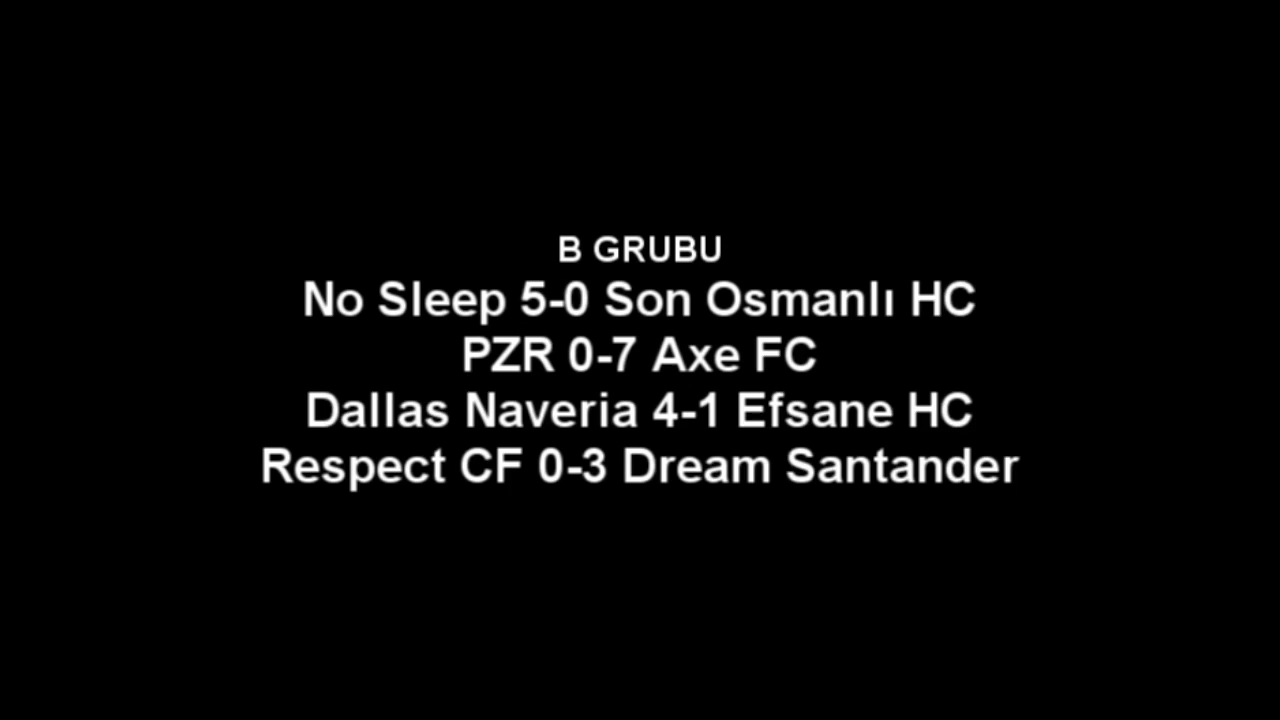 B GRUBU
No Sleep 5-0 Son Osmanlı HC
PZR 0-7 Axe FC
Dallas Naveria 4-1 Efsane HC
Respect CF 0-3 Dream Santander